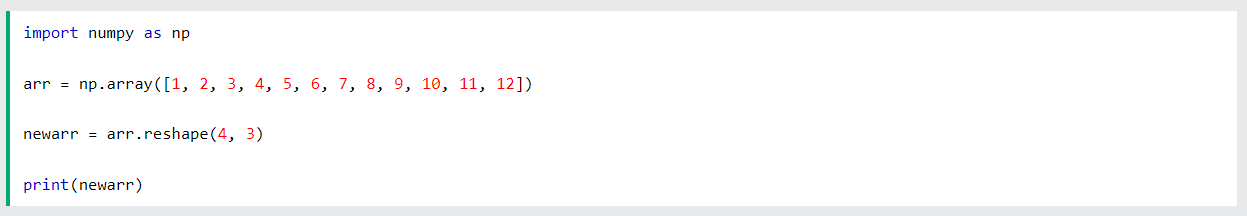 import numpy as np
arr = np.array([1, 2, 3, 4, 5, 6, 7, 8, 9, 10, 11, 12])
newarr = arr.reshape(4, 3)
print(newarr)